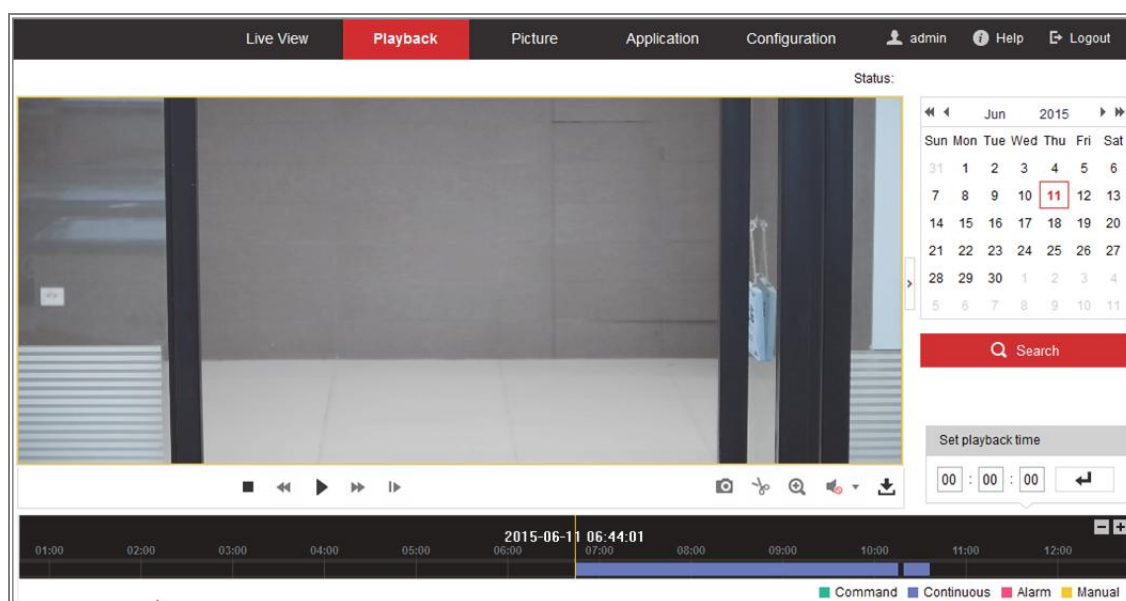 Live View Playback Picture Application Configuration admin Help Logout
Status:
Jun 2015
Sun Mon Tue Wed Thu Fri Sat
31 1 2 3 4 5 6
7 8 9 10 11 12 13
14 15 16 17 18 19 20
21 22 23 24 25 26 27
28 29 30 1 2 3 4
5 6 7 8 9 10 11
Search
Set playback time
00 : 00 : 00
2015-06-11 06:44:01
01:00 02:00 03:00 04:00 05:00 06:00 07:00 08:00 09:00 10:00 11:00 12:00
Command Continuous Alarm Manual